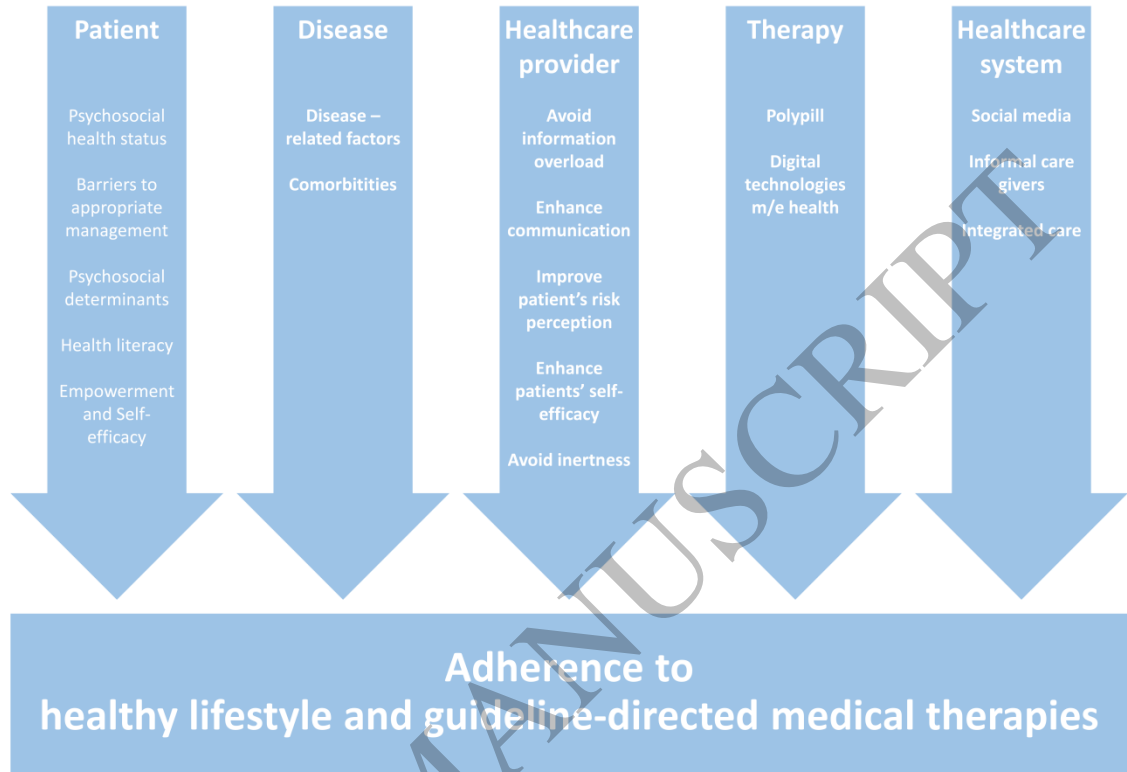 Patient
Psychosocial
health status
Barriers to
appropriate
management
Psychosocial
determinants
Health literacy
Empowerment
and Self-
efficacy
Disease
Disease –
related factors
Comorbitities
Healthcare
provider
Avoid
information
overload
Enhance
communication
Improve
patient's risk
perception
Enhance
patients' self-
efficacy
Avoid inertness
Therapy
Polypill
Digital
technologies
m/e health
Healthcare
system
Social media
Informal care
givers
Integrated care
Adherence to
healthy lifestyle and guideline-directed medical therapies
MANUSCRIPT